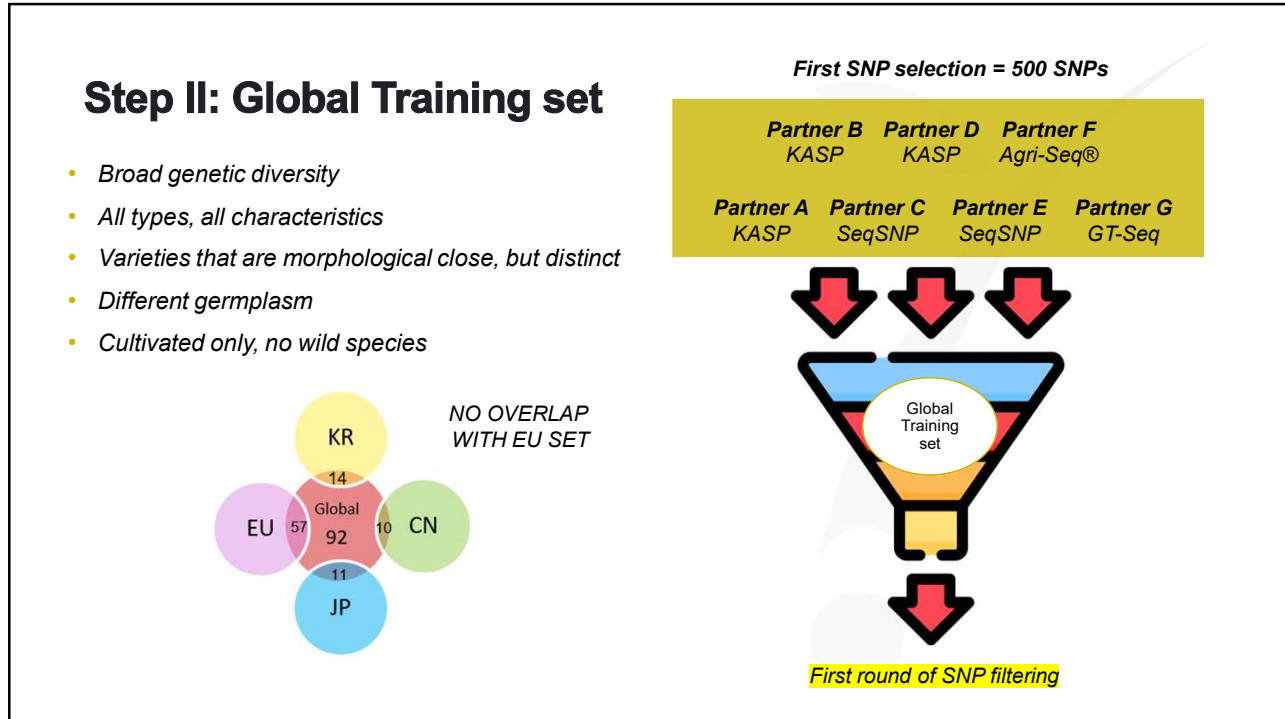 Step II: Global Training set
• Broad genetic diversity
• All types, all characteristics
• Varieties that are morphological close, but distinct
• Different germplasm
• Cultivated only, no wild species
NO OVERLAP
WITH EU SET
KR
14
Global
EU
57
92
10
CN
11
JP
First SNP selection = 500 SNPs
Partner B Partner D Partner F
KASP KASP Agri-Seq®
Partner A Partner C Partner E Partner G
KASP SeqSNP SeqSNP GT-Seq
Global
Training
set
First round of SNP filtering